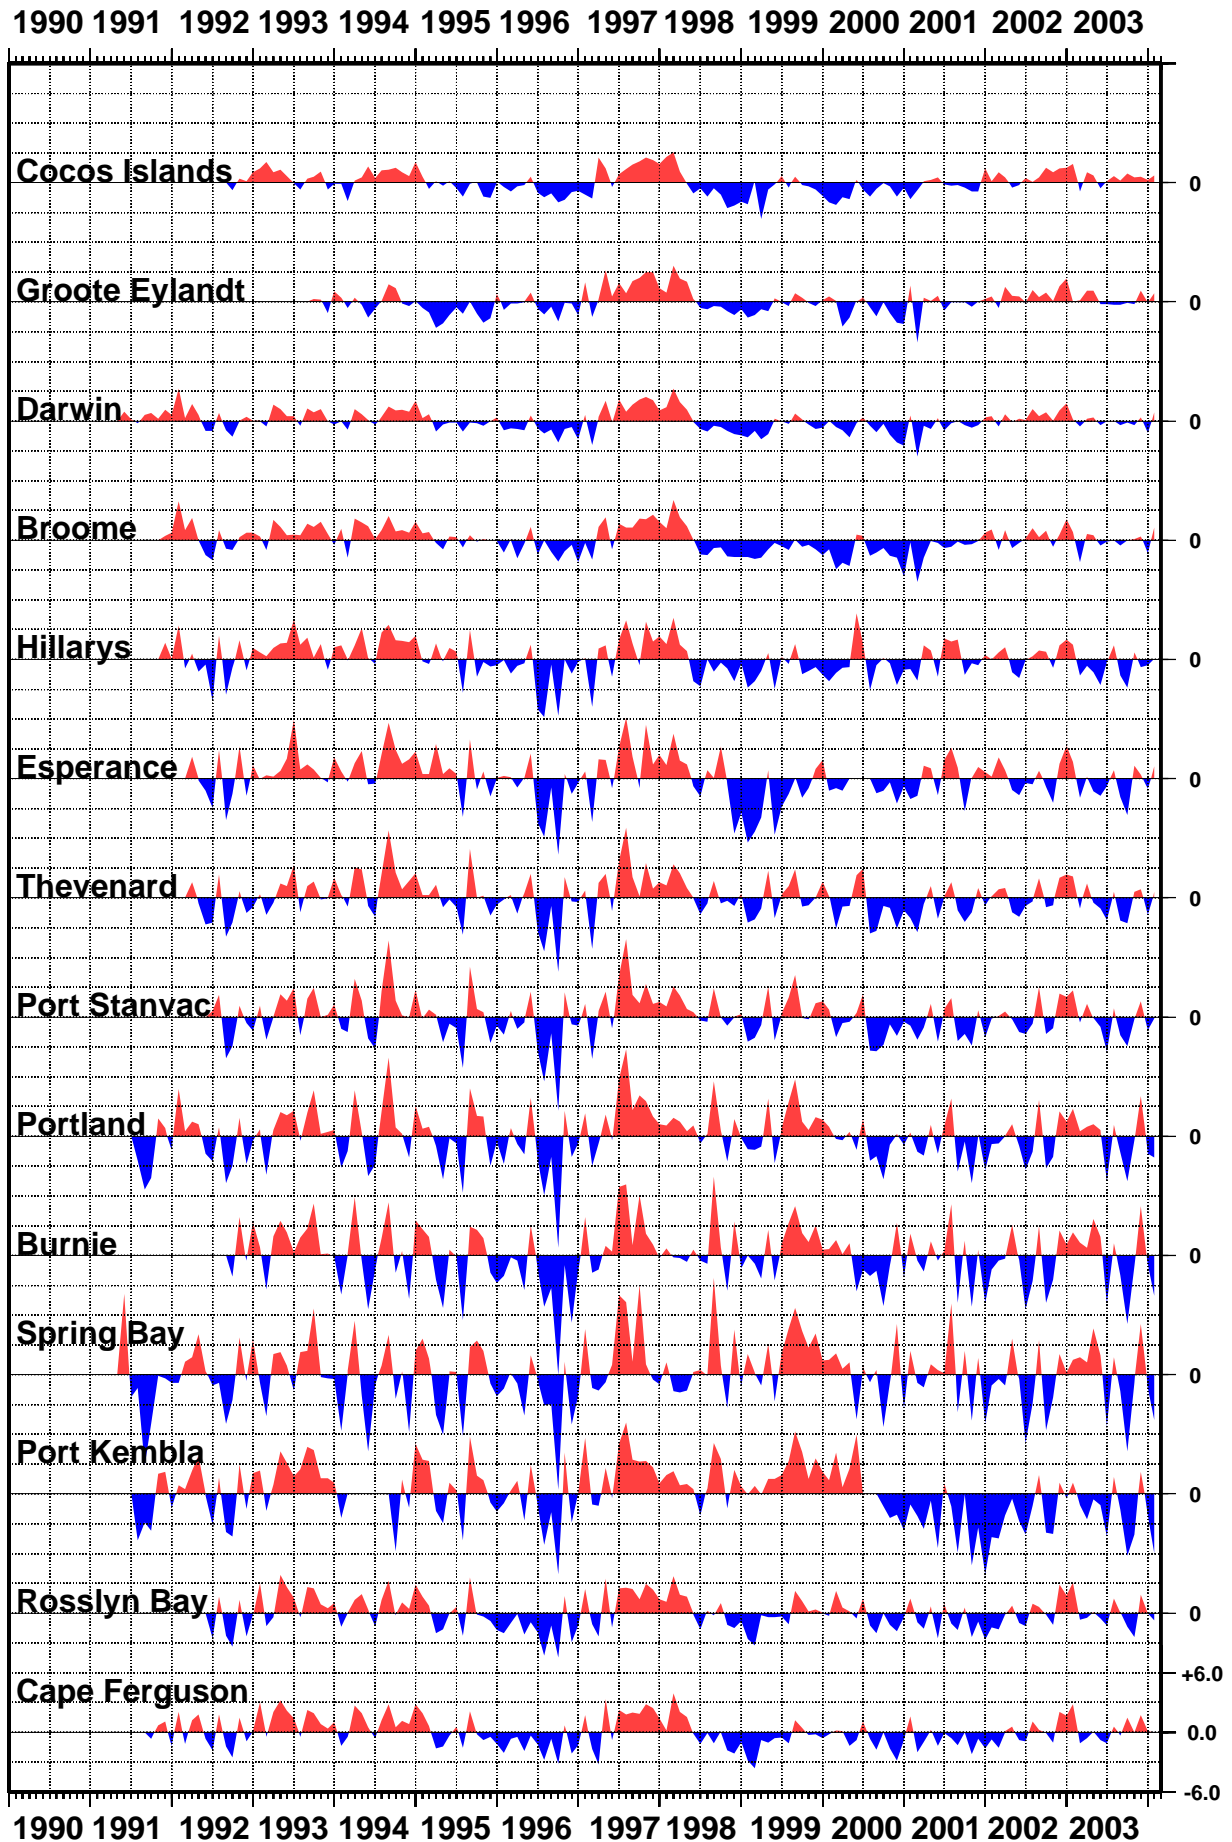 1990 1991 1992 1993 1994 1995 1996 1997 1998 1999 2000 2001 2002 2003
Cocos Islands 0
Groote Eylandt 0
Darwin 0
Broome 0
Hillarys 0
Esperance 0
Thevenard 0
Port Stanvac 0
Portland 0
Burnie 0
Spring Bay 0
Port Kembla 0
Rosslyn Bay 0
+6.0
Cape Ferguson
0.0
-6.0
1990 1991 1992 1993 1994 1995 1996 1997 1998 1999 2000 2001 2002 2003